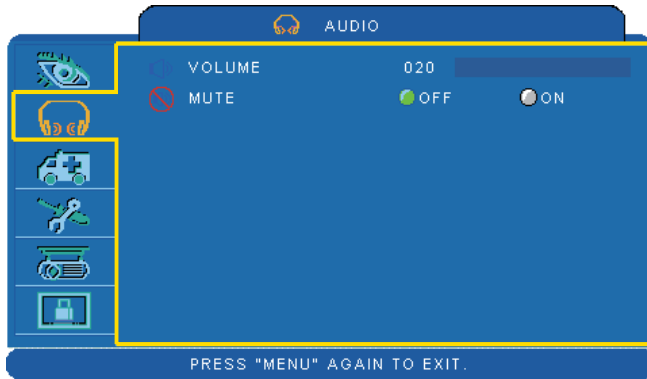 AUDIO
VOLUME 020
MUTE OFF ON
PRESS "MENU" AGAIN TO EXIT.